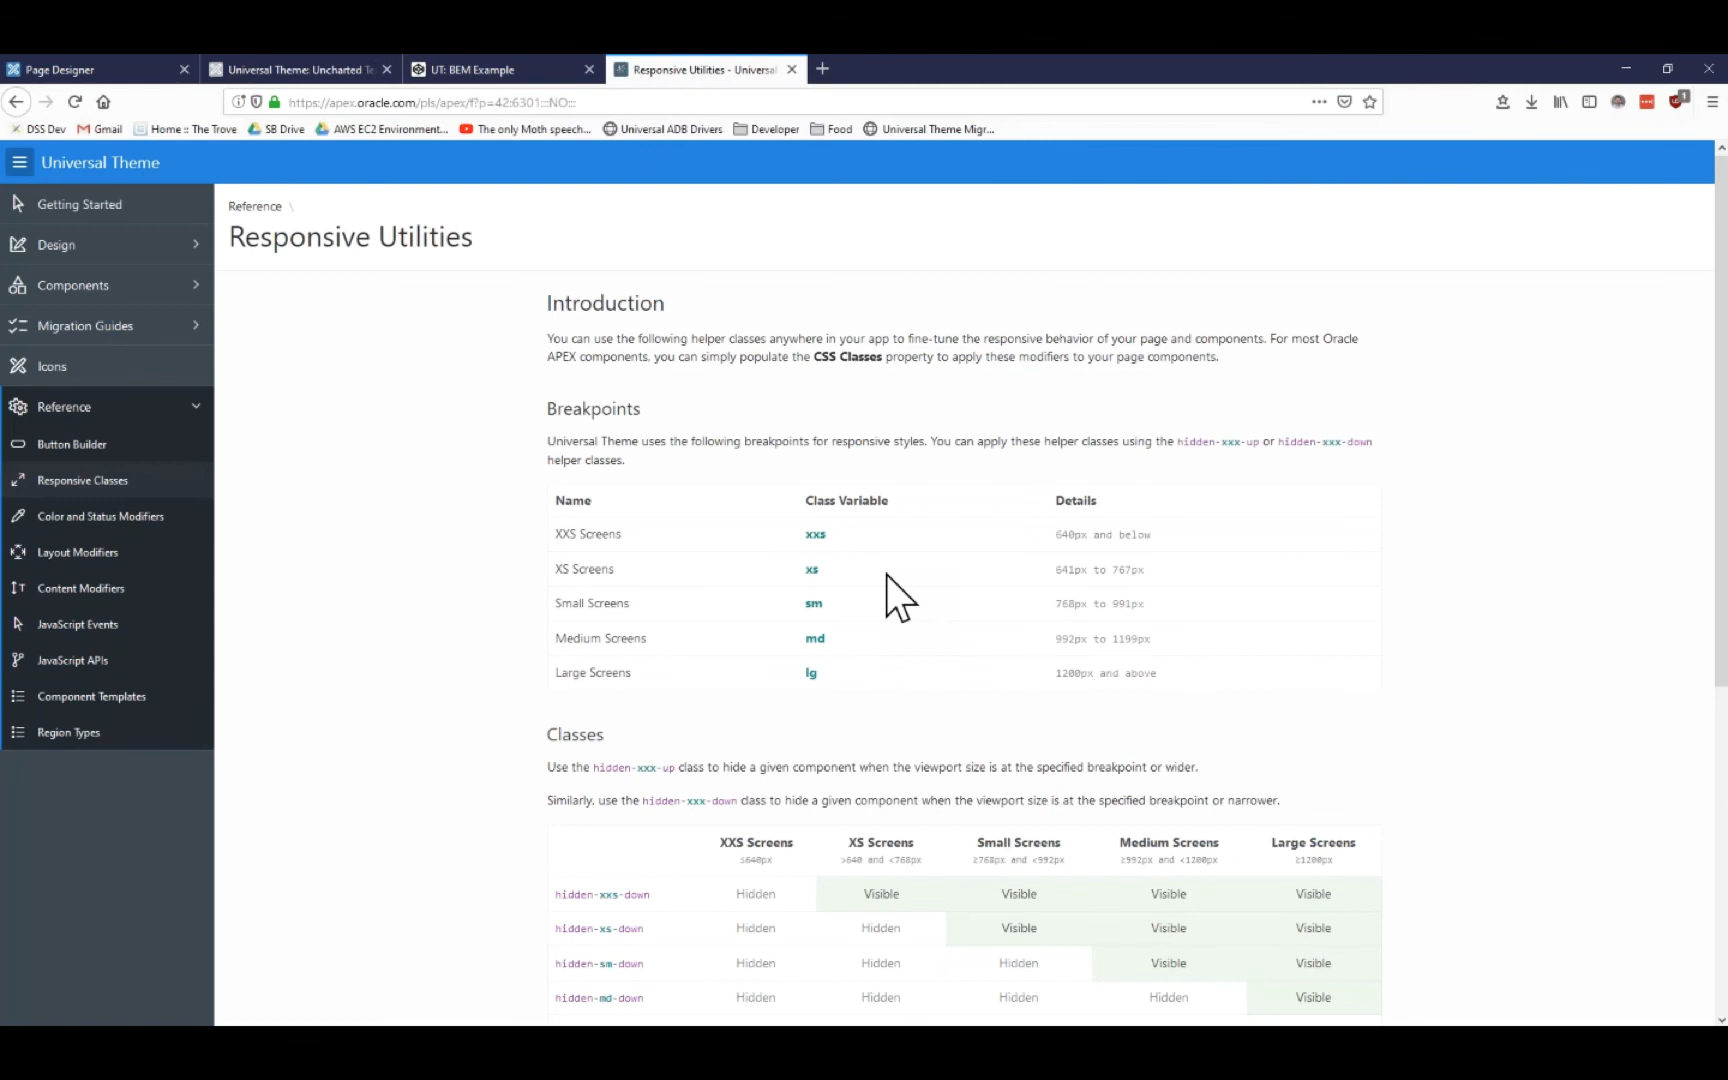 Page Designer
Universal Theme: Uncharted Te
UT: BEM Example
Responsive Utilities - Universal
https://apex.oracle.com/pls/apex/f?p=42:6301:::NO:::
1
DSS Dev
Gmail
Home :: The Trove
SB Drive
AWS EC2 Environment...
The only Moth speech...
Universal ADB Drivers
Developer
Food
Universal Theme Migr...
Universal Theme
Getting Started
Design
Components
Migration Guides
Icons
Reference
Button Builder
Responsive Classes
Color and Status Modifiers
Layout Modifiers
Content Modifiers
JavaScript Events
JavaScript APIs
Component Templates
Region Types
Reference \
Responsive Utilities
Introduction
You can use the following helper classes anywhere in your app to fine-tune the responsive behavior of your page and components. For most Oracle
APEX components, you can simply populate the CSS Classes property to apply these modifiers to your page components.
Breakpoints
Universal Theme uses the following breakpoints for responsive styles. You can apply these helper classes using the hidden-xxx-up or hidden-xxx-down
helper classes.
Name Class Variable Details
XXS Screens xxs 640px and below
XS Screens xs 641px to 767px
Small Screens sm 768px to 991px
Medium Screens md 992px to 1199px
Large Screens lg 1200px and above
Classes
Use the hidden-xxx-up class to hide a given component when the viewport size is at the specified breakpoint or wider.
Similarly, use the hidden-xxx-down class to hide a given component when the viewport size is at the specified breakpoint or narrower.
XXS Screens XS Screens Small Screens Medium Screens Large Screens
≤640px >640 and <768px ≥768px and <992px ≥992px and <1200px ≥1200px
hidden-xxs-down Hidden Visible Visible Visible Visible
hidden-xs-down Hidden Hidden Visible Visible Visible
hidden-sm-down Hidden Hidden Hidden Visible Visible
hidden-md-down Hidden Hidden Hidden Hidden Visible